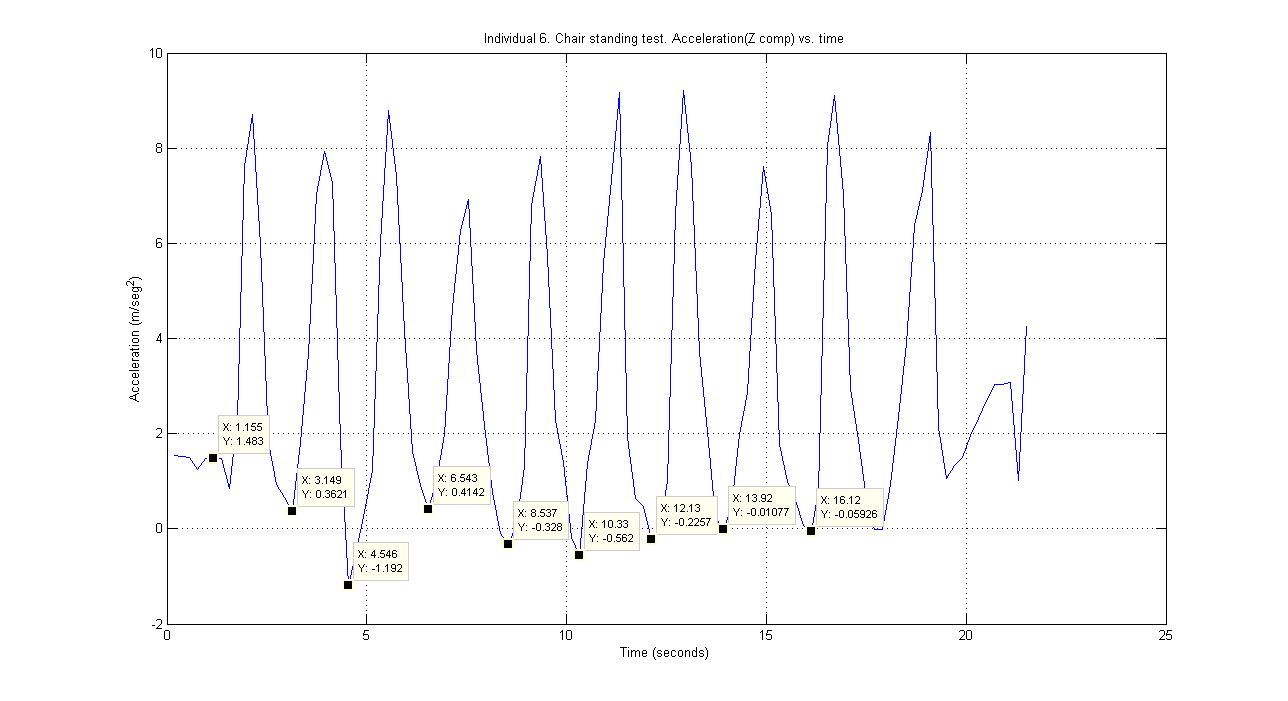 Individual 6. Chair standing test. Acceleration(Z comp) vs. time
10
8
6
4
2
0
-2
Acceleration (m/seg²)
X: 1.155
Y: 1.483
X: 3.149
Y: 0.3621
X: 4.546
Y: -1.192
X: 6.543
Y: 0.4142
X: 8.537
Y: -0.328
X: 10.33
Y: -0.562
X: 12.13
Y: -0.2257
X: 13.92
Y: -0.01077
X: 16.12
Y: -0.05926
0
5
10
15
20
25
Time (seconds)